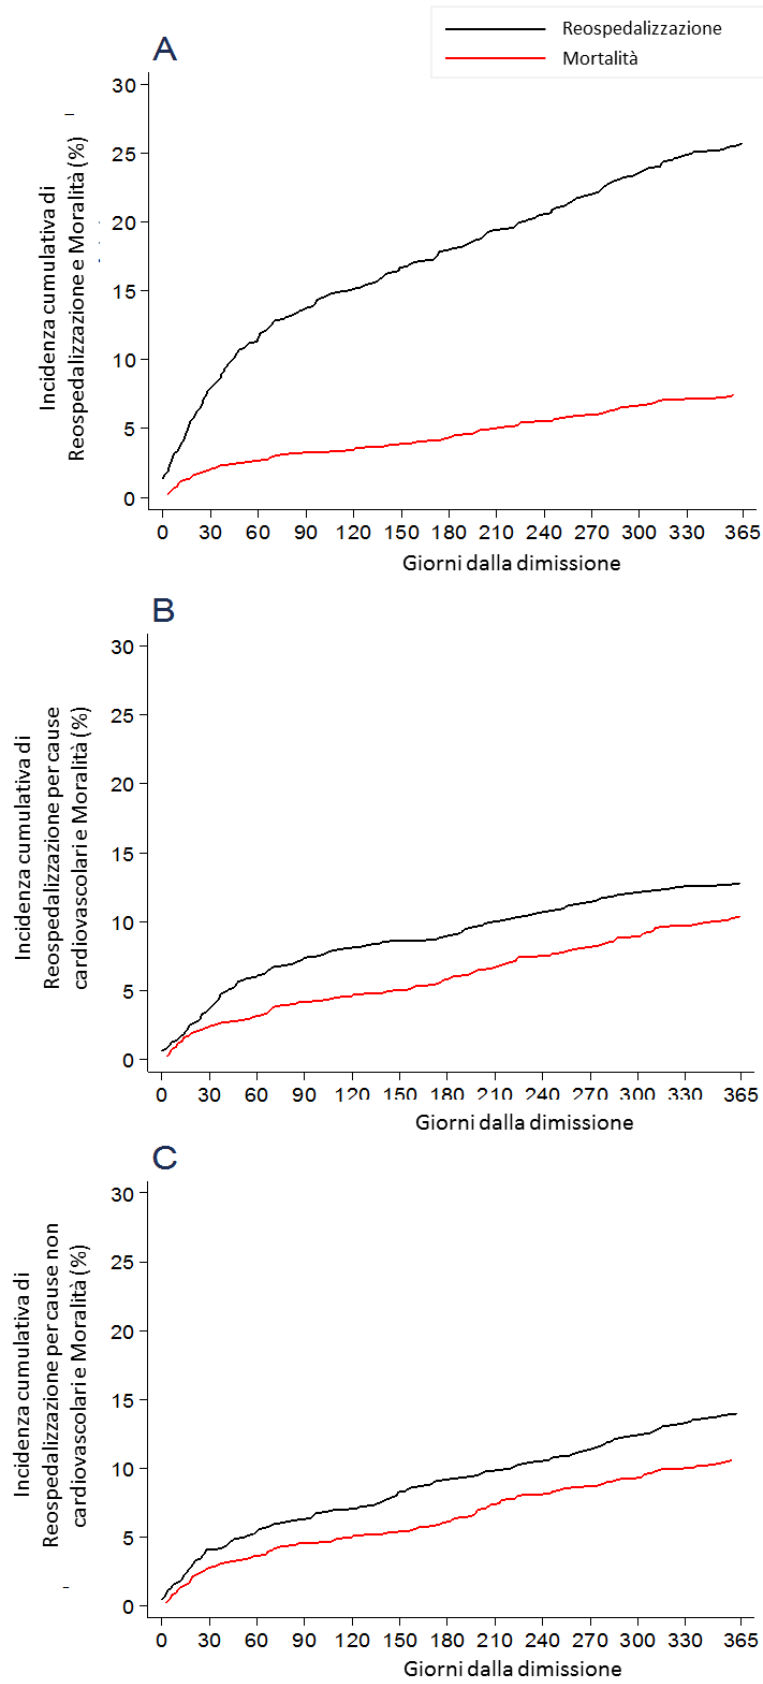 Reospedalizzazione
Mortalità
A
Incidenza cumulativa di
Reospedalizzazione e Moralità (%)
30
25
20
15
10
5
0
0 30 60 90 120 150 180 210 240 270 300 330 365
Giorni dalla dimissione
B
Incidenza cumulativa di
Reospedalizzazione per cause
cardiovascolari e Moralità (%)
30
25
20
15
10
5
0
0 30 60 90 120 150 180 210 240 270 300 330 365
Giorni dalla dimissione
C
Incidenza cumulativa di
Reospedalizzazione per cause non
cardiovascolari e Moralità (%)
30
25
20
15
10
5
0
0 30 60 90 120 150 180 210 240 270 300 330 365
Giorni dalla dimissione